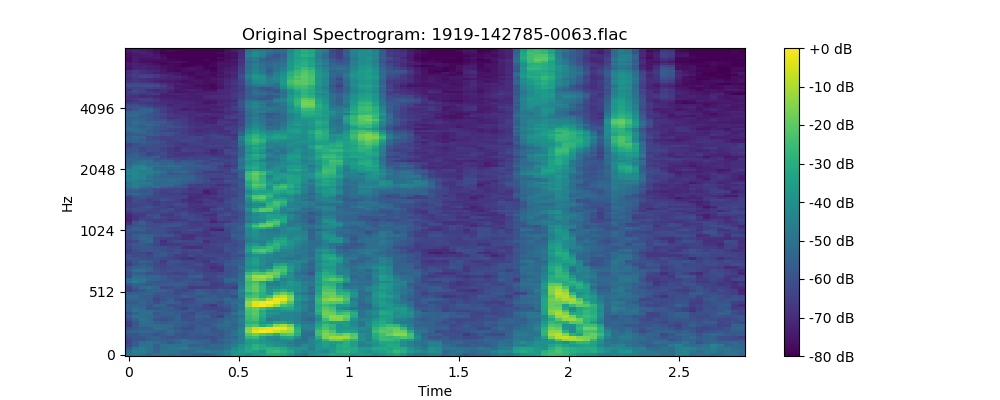 Original Spectrogram: 1919-142785-0063.flac
Hz
4096
2048
1024
512
0
0
0.5
1
1.5
2
2.5
Time
+0 dB
-10 dB
-20 dB
-30 dB
-40 dB
-50 dB
-60 dB
-70 dB
-80 dB